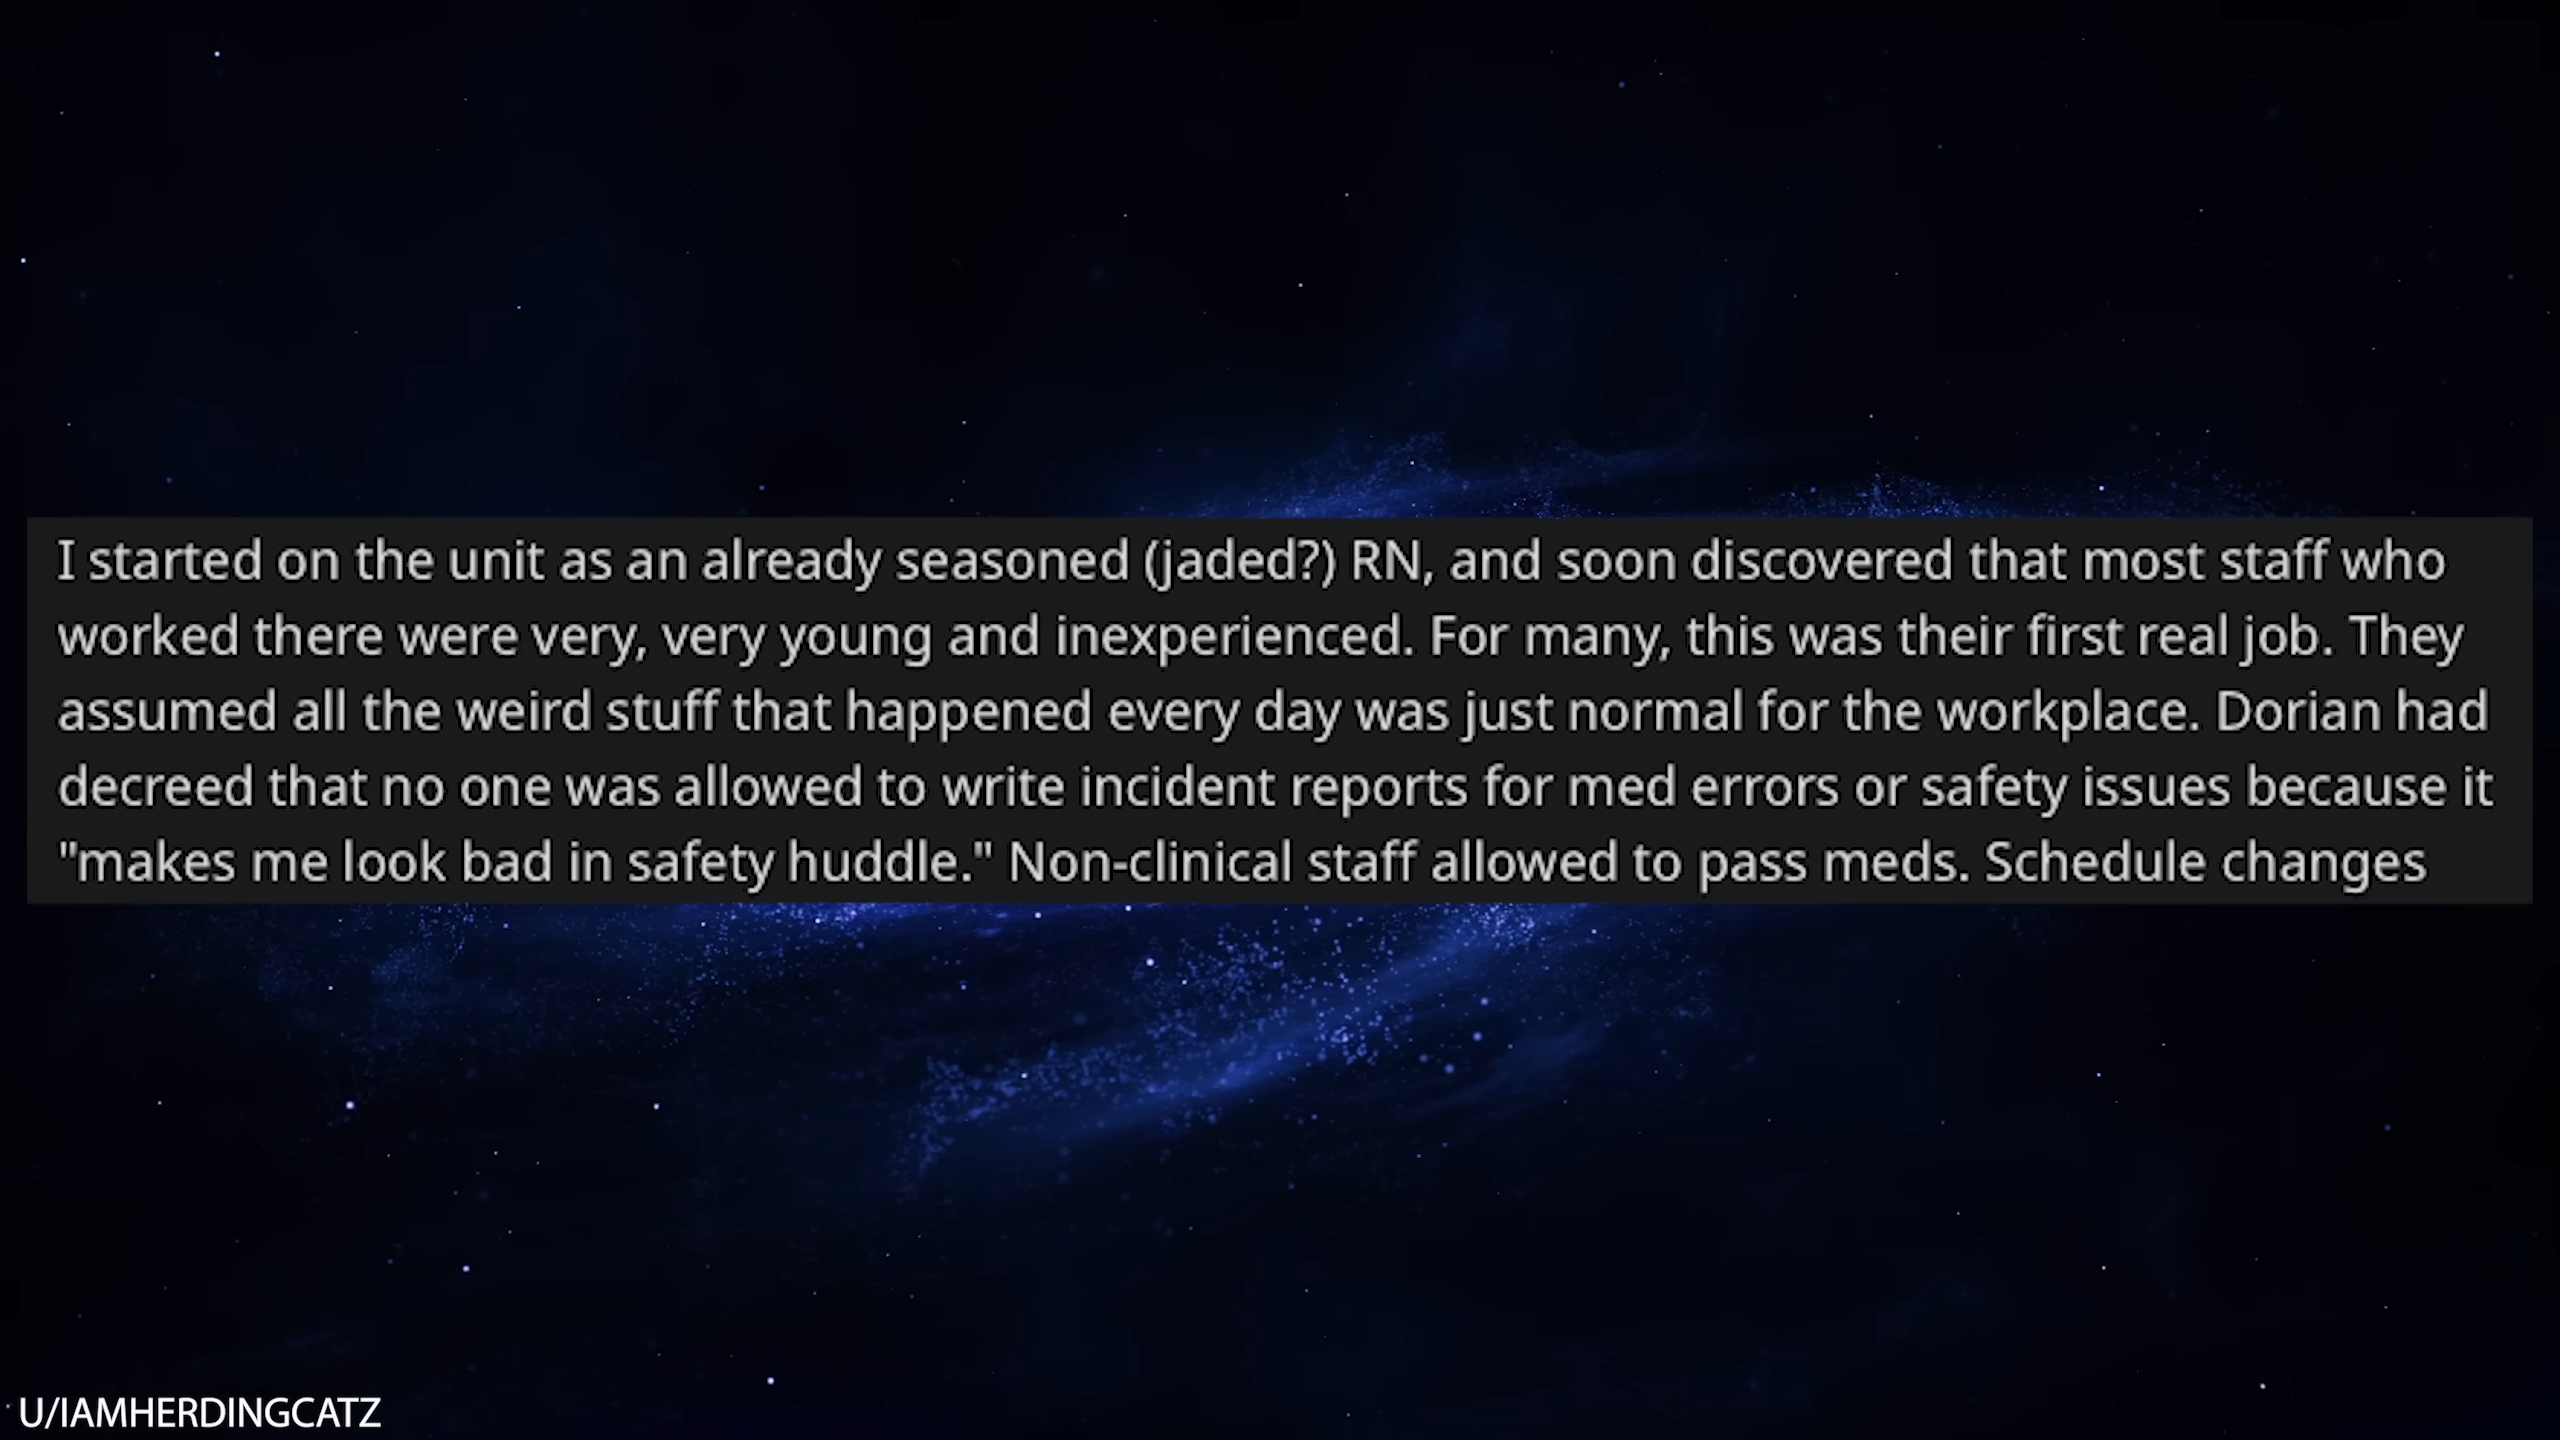 I started on the unit as an already seasoned (jaded?) RN, and soon discovered that most staff who
worked there were very, very young and inexperienced. For many, this was their first real job. They
assumed all the weird stuff that happened every day was just normal for the workplace. Dorian had
decreed that no one was allowed to write incident reports for med errors or safety issues because it
"makes me look bad in safety huddle." Non-clinical staff allowed to pass meds. Schedule changes
U/IAMHERDINGCATZ